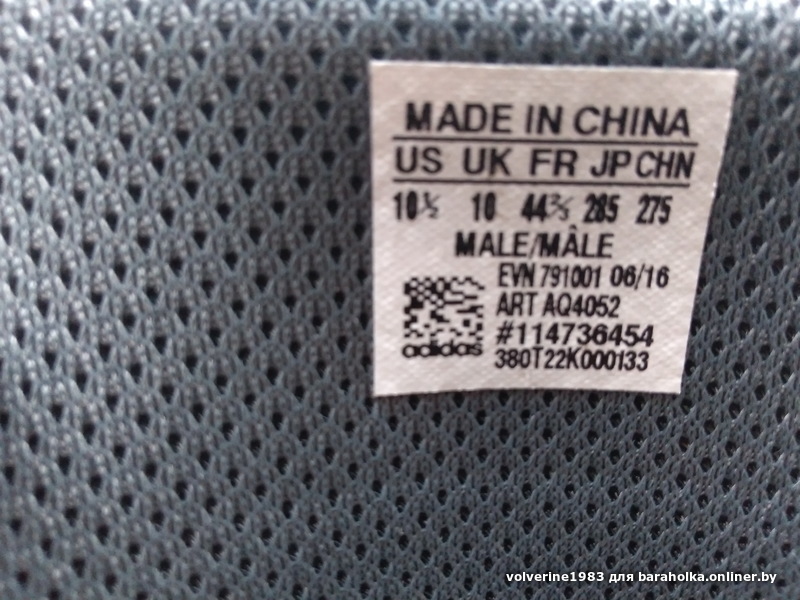 MADE IN CHINA
US UK FR JP CHN
10½ 10 44⅔ 285 275
MALE/MÂLE
EVN 791001 06/16
ART AQ4052
#114736454
adidas 380T22K000133
volverine1983 для baraholka.onliner.by